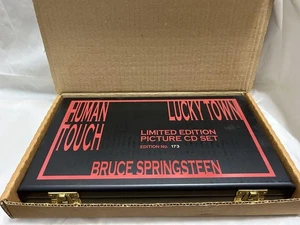 HUMAN
TOUCH
LUCKY TOWN
LIMITED EDITION
PICTURE CD SET
EDITION No. 173
BRUCE SPRINGSTEEN